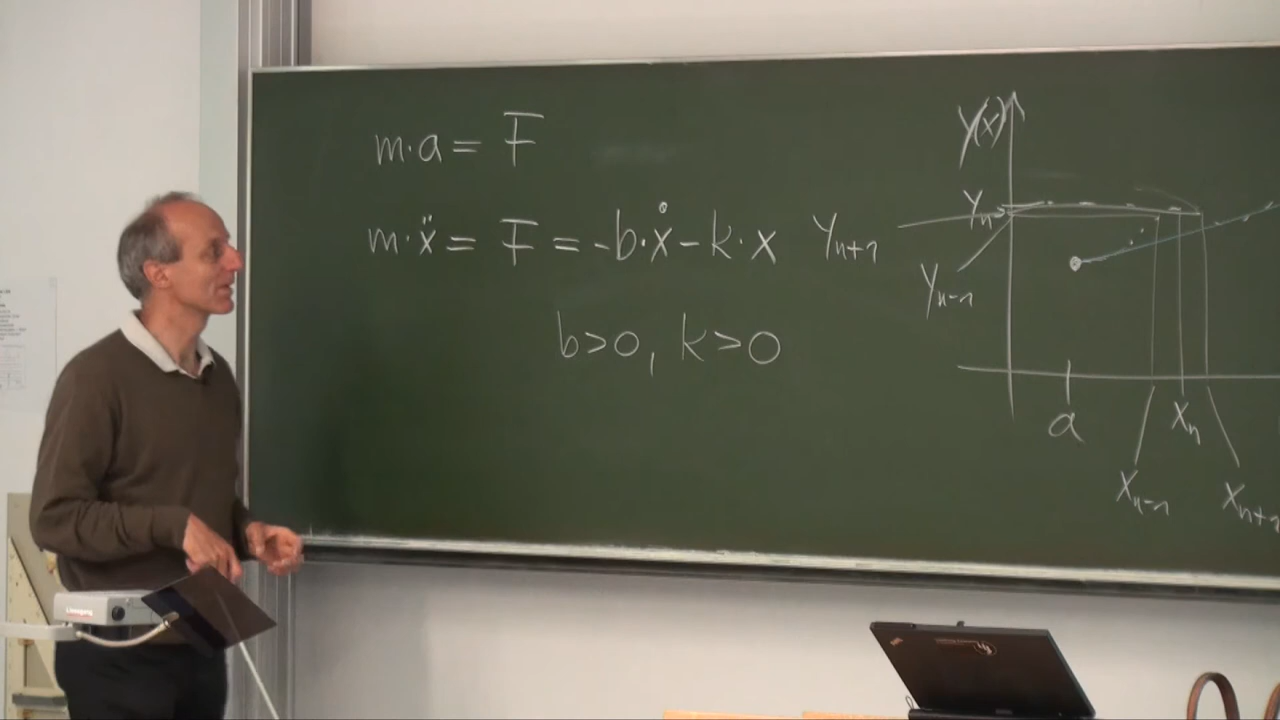 m·a = F
m·ẍ = F = -b·ẋ - k·x
b>0, k>0
Y(x)
Yn
Yn+1
Yn-1
a
Xn
Xn-1
Xn+1